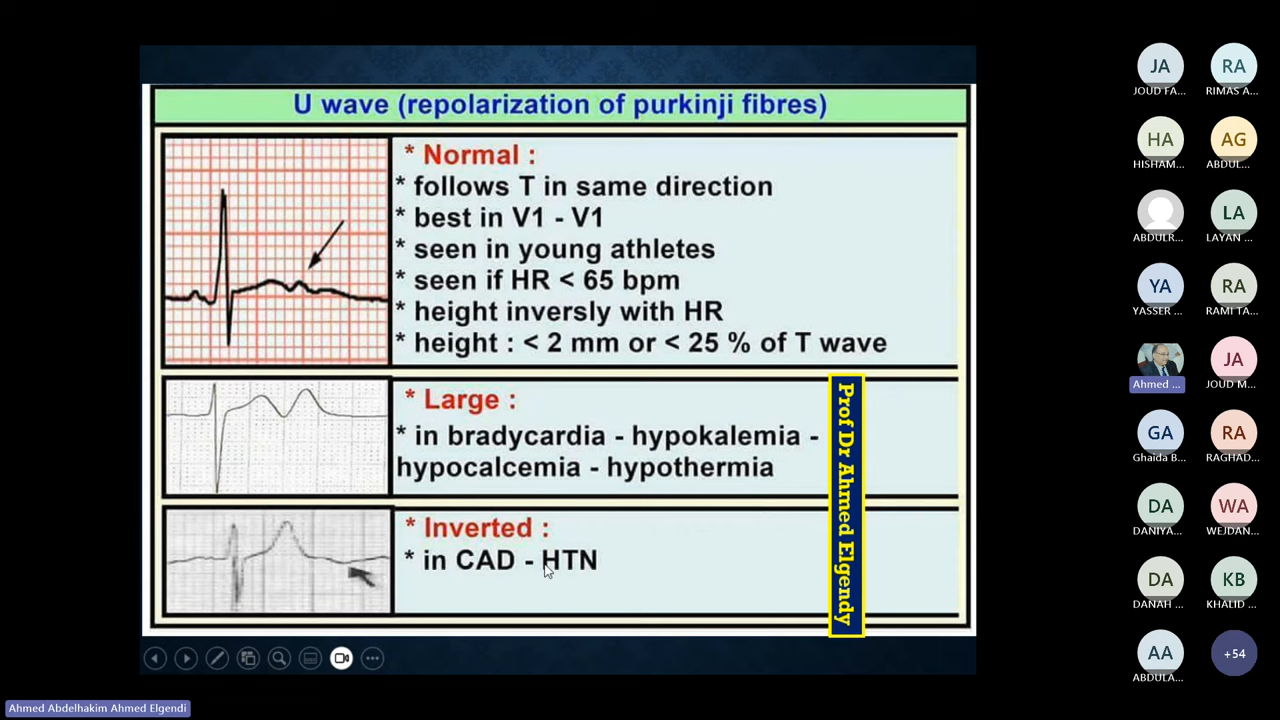 U wave (repolarization of purkinji fibres)
* Normal :
* follows T in same direction
* best in V1 - V1
* seen in young athletes
* seen if HR < 65 bpm
* height inversly with HR
* height : < 2 mm or < 25 % of T wave
* Large :
* in bradycardia - hypokalemia -
hypocalcemia - hypothermia
* Inverted :
* in CAD - HTN
Prof Dr Ahmed Elgendy
JA
JOUD FA...
RA
RIMAS A...
HA
HISHAM...
AG
ABDUL...
ABDULR...
LA
LAYAN ...
YA
YASSER ...
RA
RAMI TA...
Ahmed ...
JA
JOUD M...
GA
Ghaida B...
RA
RAGHAD...
DA
DANIYA...
WA
WEJDAN...
DA
DANAH ...
KB
KHALID ...
AA
ABDULA...
+54
Ahmed Abdelhakim Ahmed Elgendi